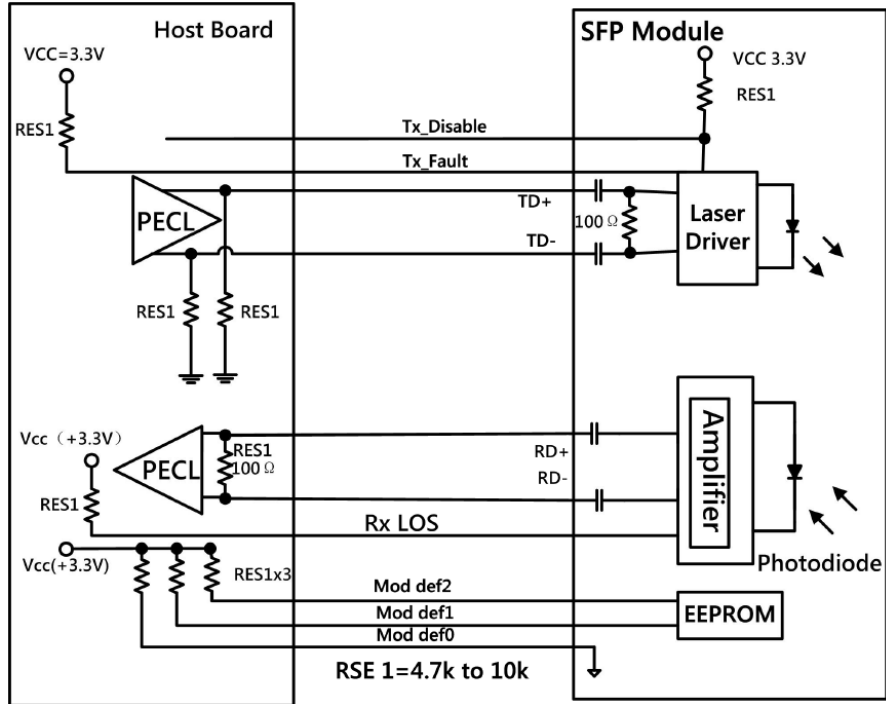 Host Board
SFP Module
VCC=3.3V
VCC 3.3V
RES1
RES1
Tx_Disable
Tx_Fault
PECL
TD+
100Ω
TD-
Laser
Driver
RES1
RES1
Vcc（+3.3V）
PECL
RES1
100Ω
RD+
RD-
Amplifier
RES1
Rx LOS
Photodiode
Vcc(+3.3V)
RES1x3
Mod def2
Mod def1
Mod def0
EEPROM
RSE 1=4.7k to 10k